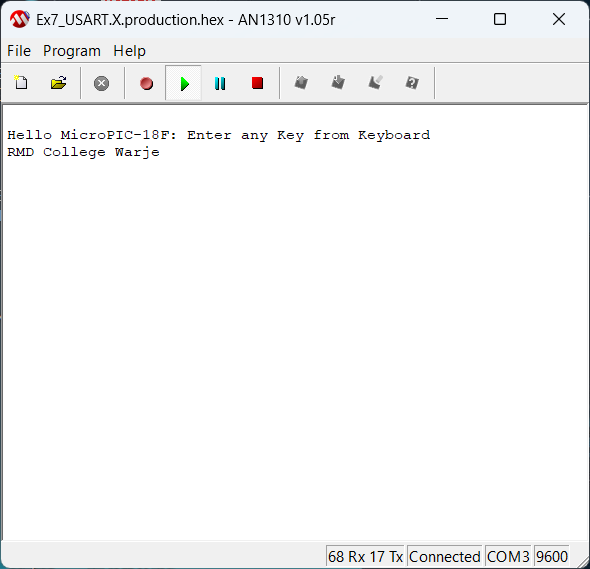 Ex7_USART.X.production.hex - AN1310 v1.05r
File Program Help
Hello MicroPIC-18F: Enter any Key from Keyboard
RMD College Warje
68 Rx 17 Tx Connected COM3 9600